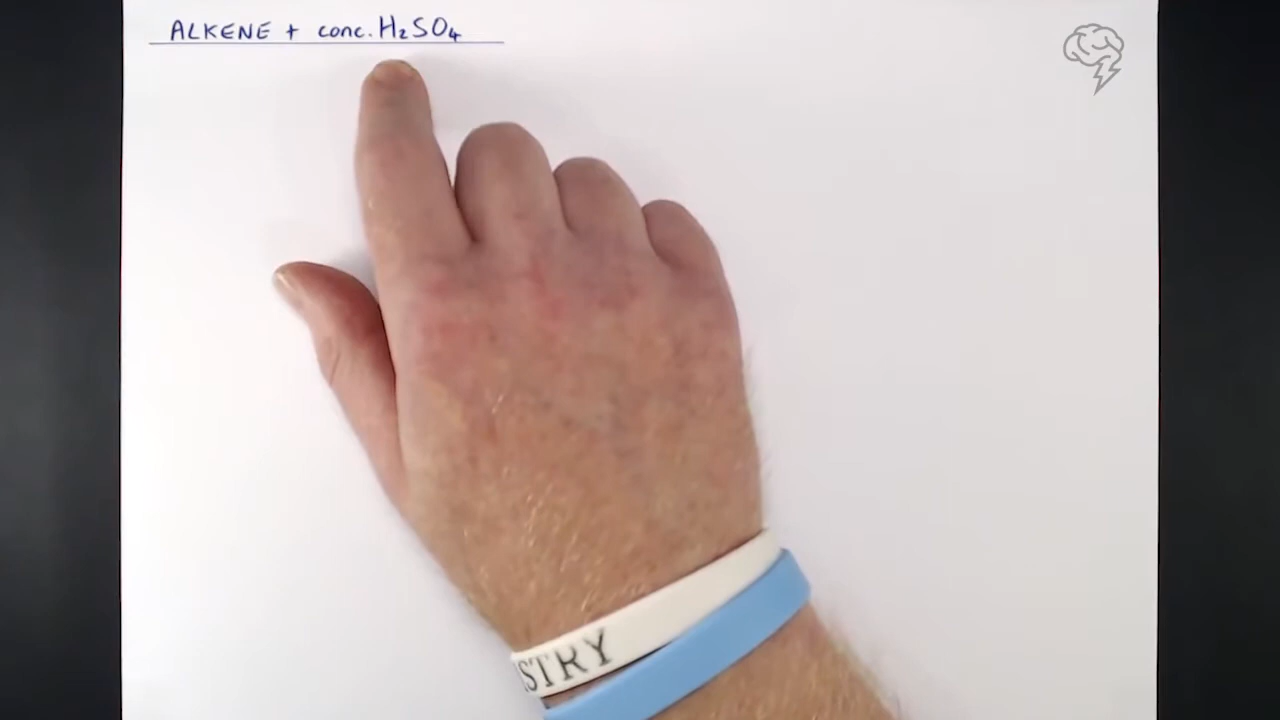 ALKENE + conc. H₂SO₄
STRY